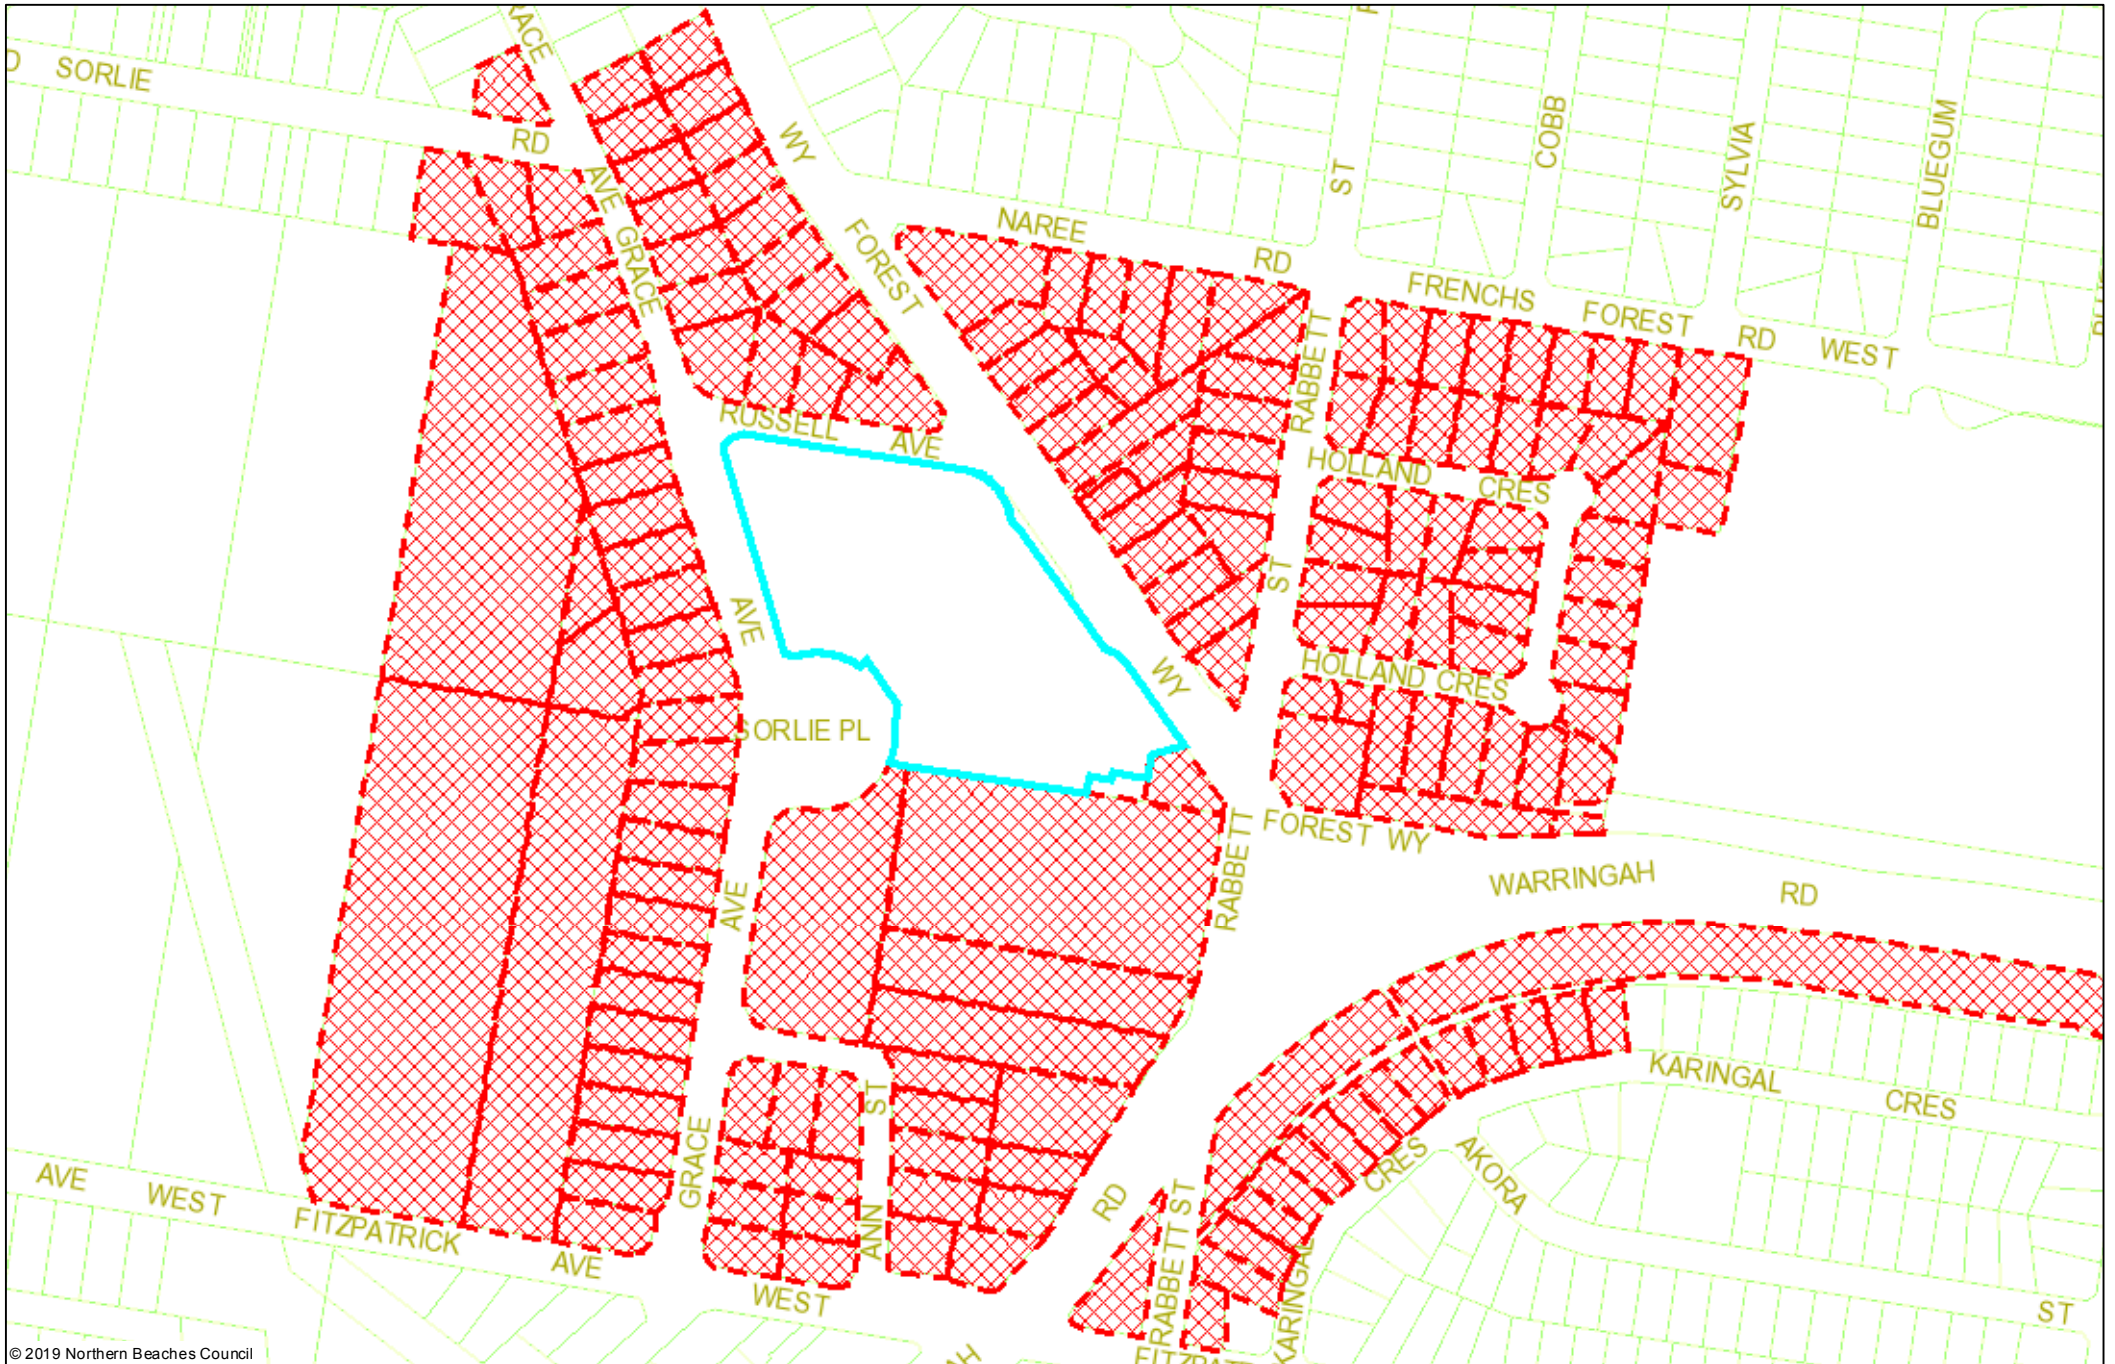 SORLIE
RD
GRACE
AVE
WY
FOREST
NAREE
RD
ST
COBB
SYLVIA
BLUEGUM
FRENCHS
FOREST
RD
WEST
GRACE
RUSSELL
AVE
RABBETT
HOLLAND
CRES
ST
AVE
WY
HOLLAND CRES
SORLIE PL
FOREST WY
RABBETT
WARRINGAH
RD
AVE
KARINGAL
CRES
ST
GRACE
CRES
AKORA
RD
AVE
WEST
FITZPATRICK
AVE
WEST
ANN
RABBETT ST
KARINGAL
ST
© 2019 Northern Beaches Council